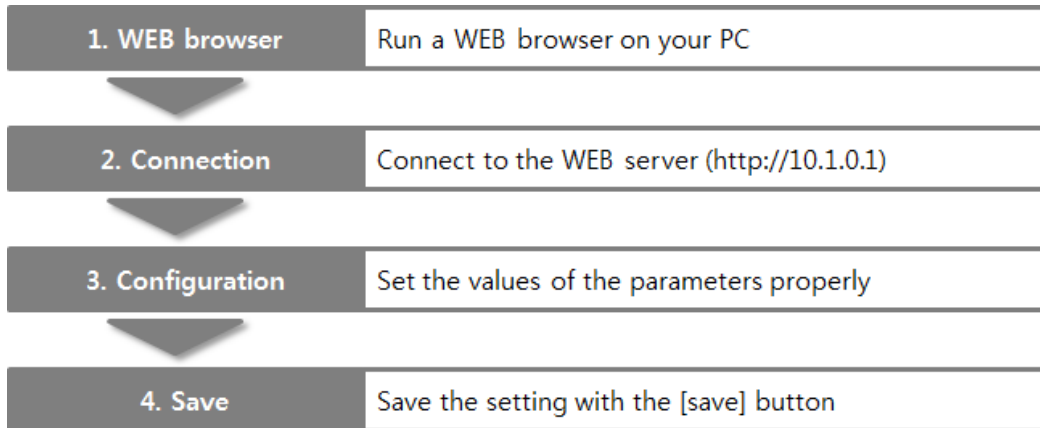 1. WEB browser Run a WEB browser on your PC
2. Connection Connect to the WEB server (http://10.1.0.1)
3. Configuration Set the values of the parameters properly
4. Save Save the setting with the [save] button